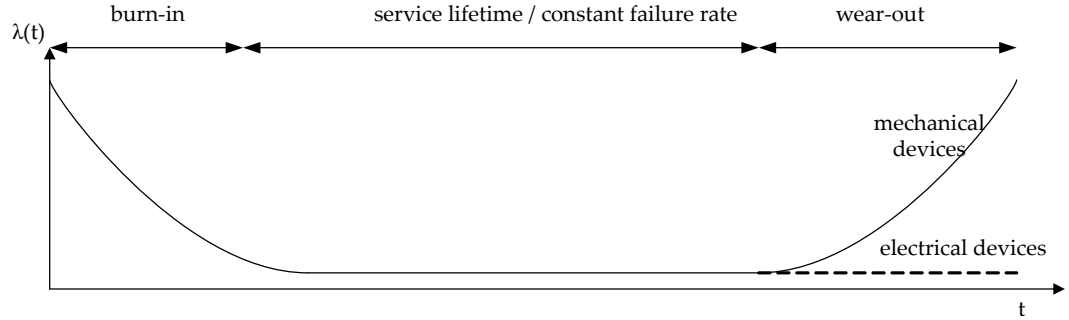 burn-in
service lifetime / constant failure rate
wear-out
λ(t)
mechanical
devices
electrical devices
t